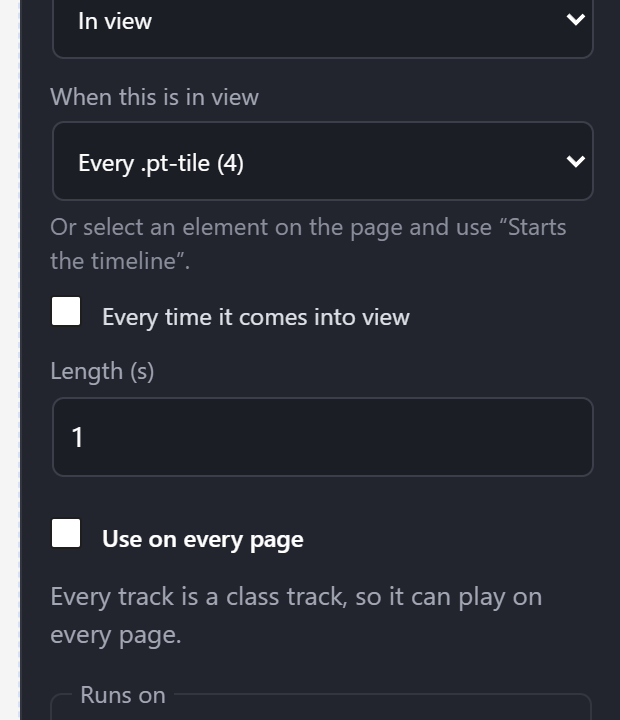 In view
When this is in view
Every .pt-tile (4)
Or select an element on the page and use “Starts
the timeline”.
Every time it comes into view
Length (s)
1
Use on every page
Every track is a class track, so it can play on
every page.
Runs on